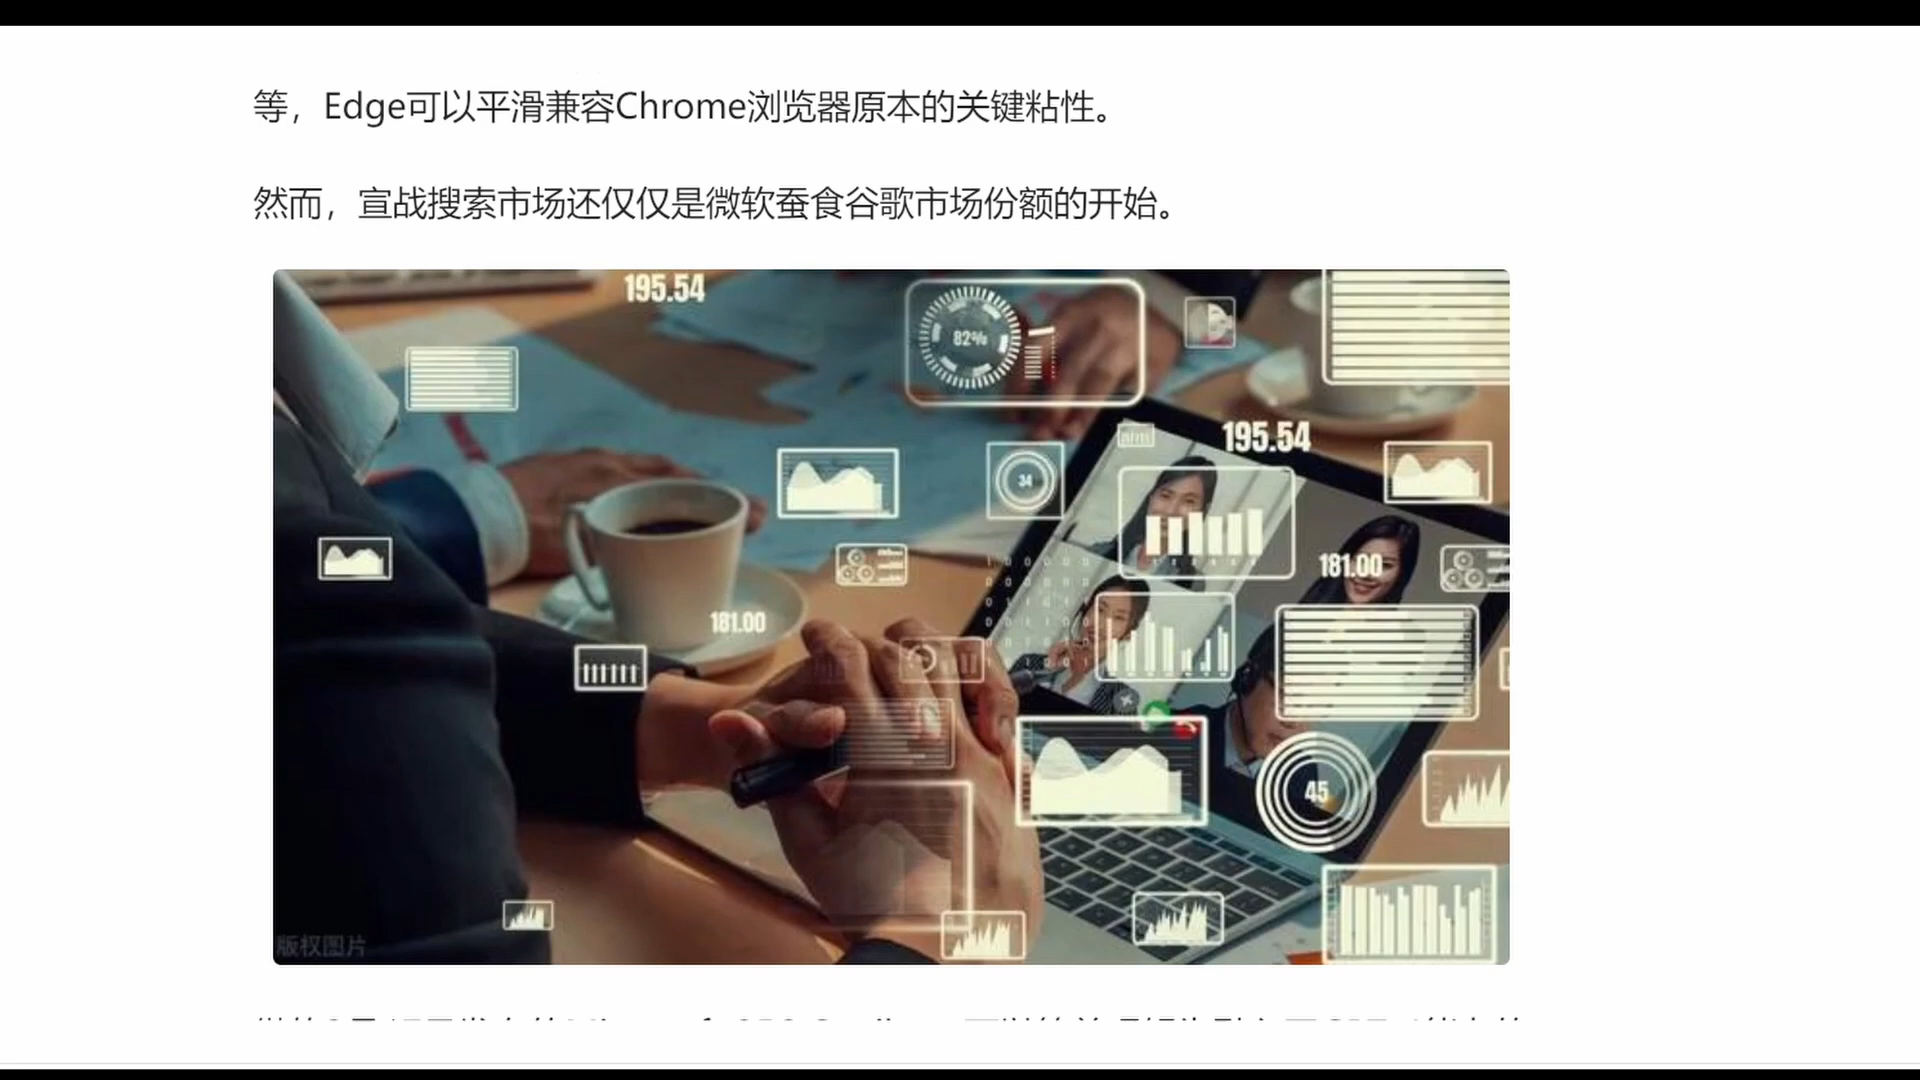 等，Edge可以平滑兼容Chrome浏览器原本的关键粘性。
然而，宣战搜索市场还仅仅是微软蚕食谷歌市场份额的开始。
195.54
82%
195.54
34
181.00
181.00
45
版权图片